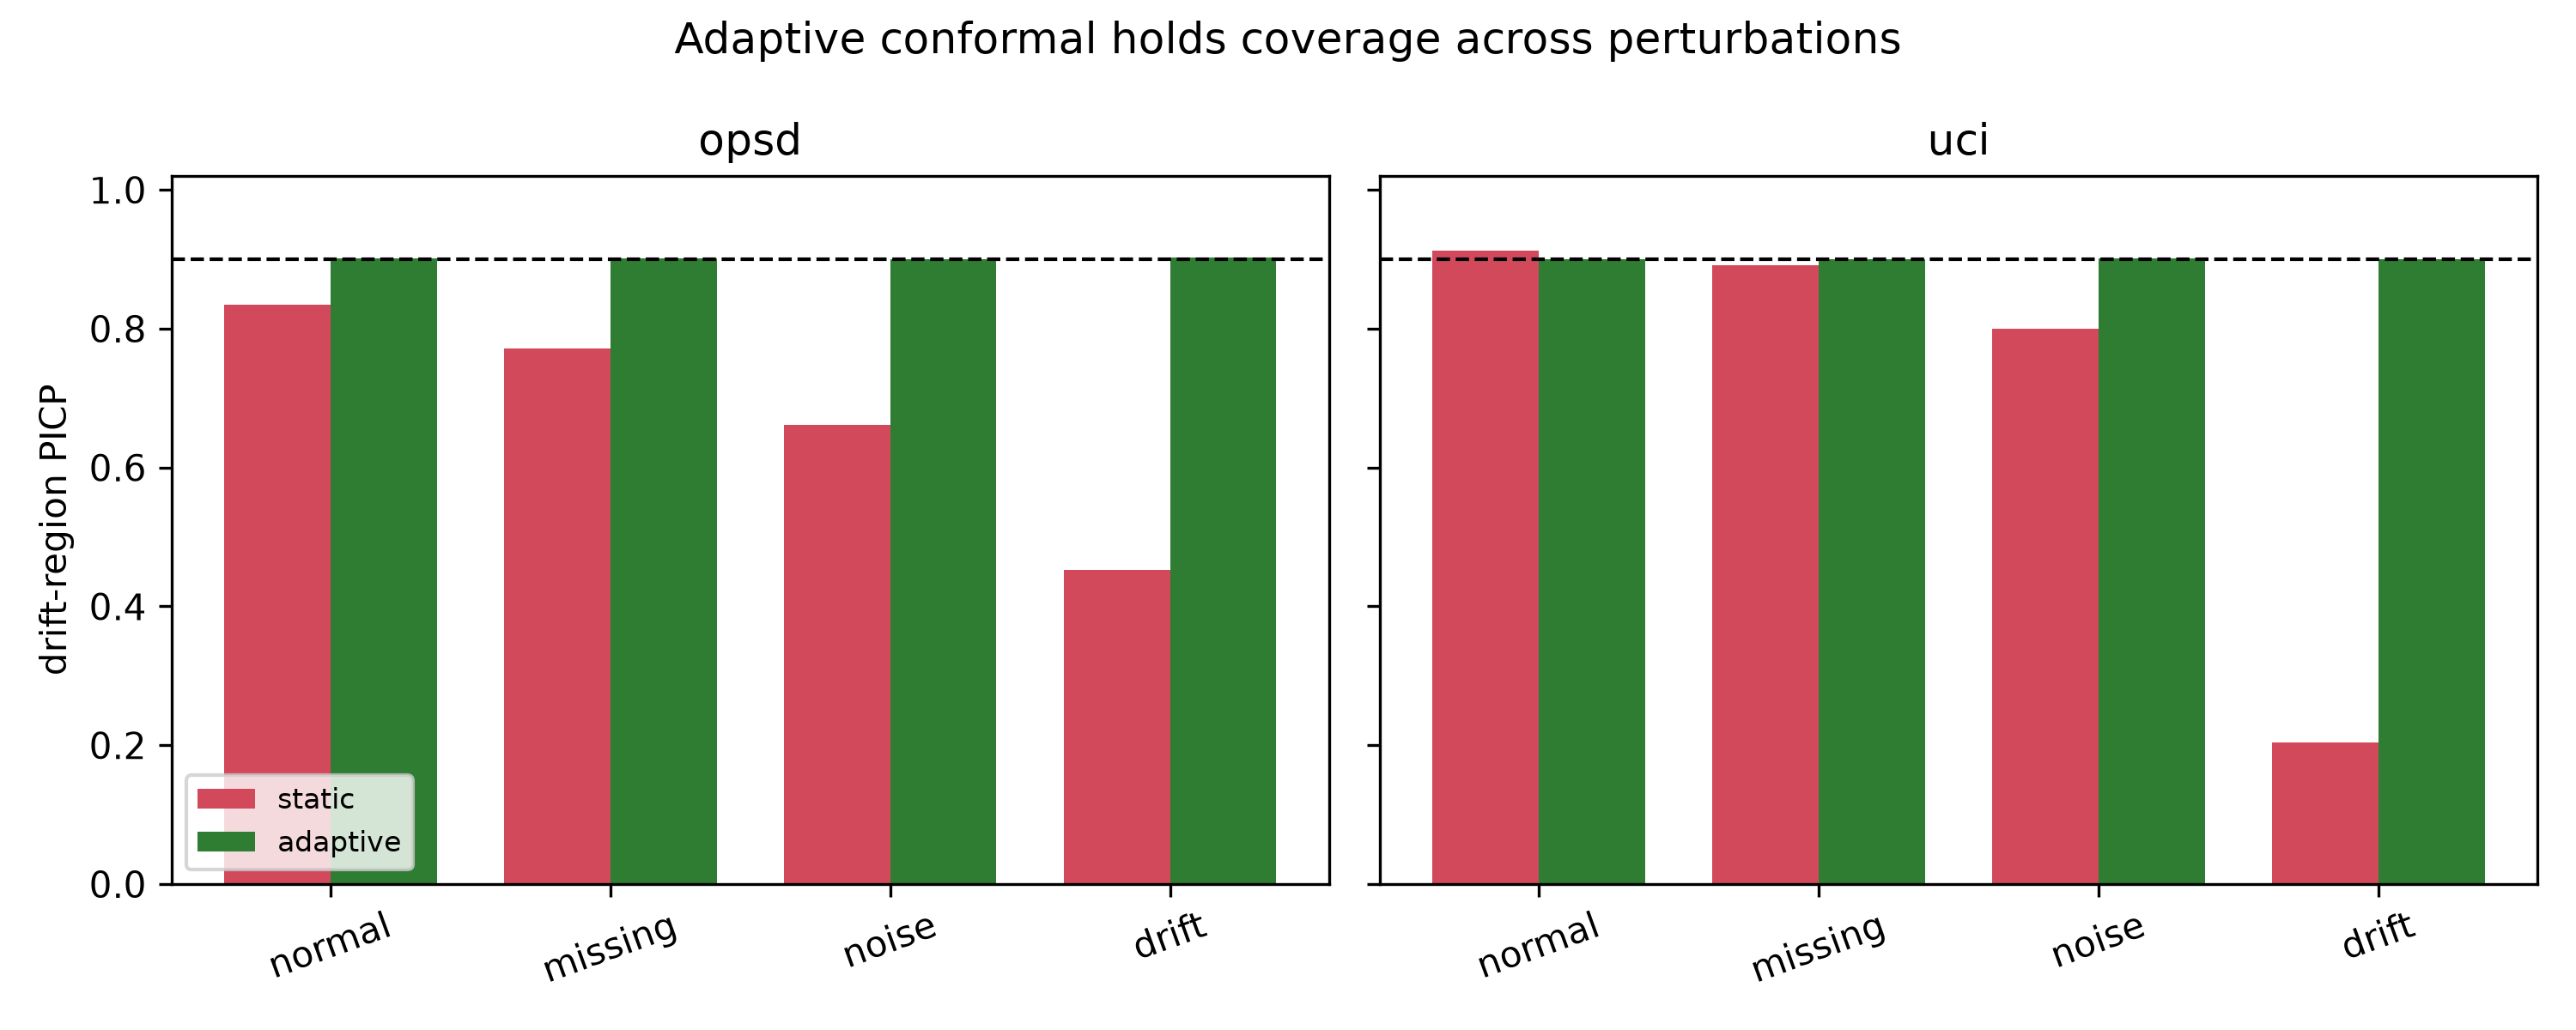 Adaptive conformal holds coverage across perturbations
opsd
uci
drift-region PICP
1.0
0.8
0.6
0.4
0.2
0.0
static
adaptive
normal
missing
noise
drift
normal
missing
noise
drift